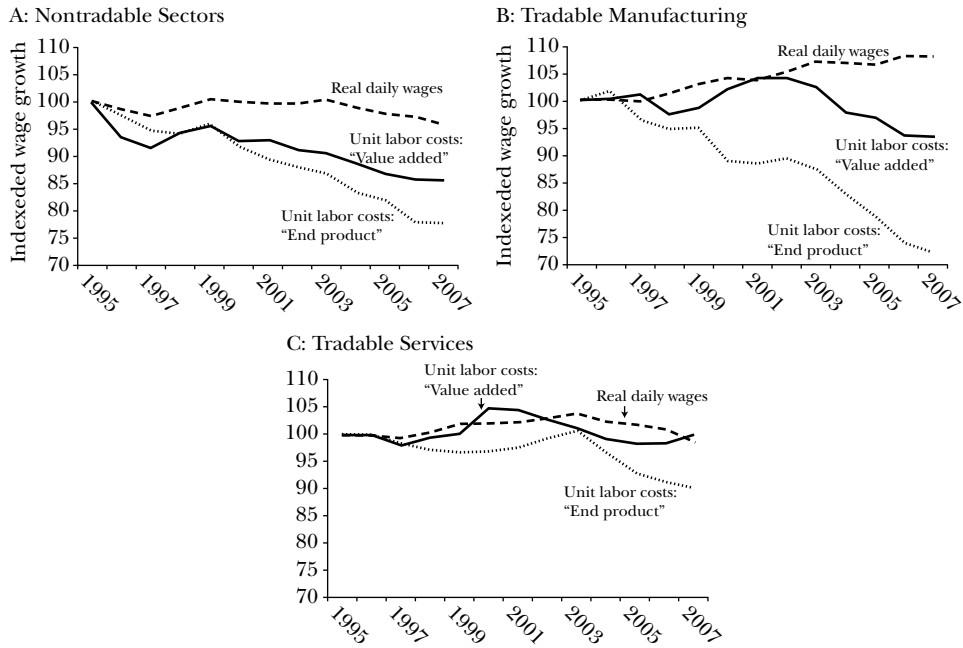 A: Nontradable Sectors
Indexeded wage growth
110
105
100
95
90
85
80
75
70
Real daily wages
Unit labor costs:
“Value added”
Unit labor costs:
“End product”
1995
1997
1999
2001
2003
2005
2007
B: Tradable Manufacturing
Indexeded wage growth
110
105
100
95
90
85
80
75
70
Real daily wages
Unit labor costs:
“Value added”
Unit labor costs:
“End product”
1995
1997
1999
2001
2003
2005
2007
C: Tradable Services
110
105
100
95
90
85
80
75
70
Unit labor costs:
“Value added”
Real daily wages
Unit labor costs:
“End product”
1995
1997
1999
2001
2003
2005
2007